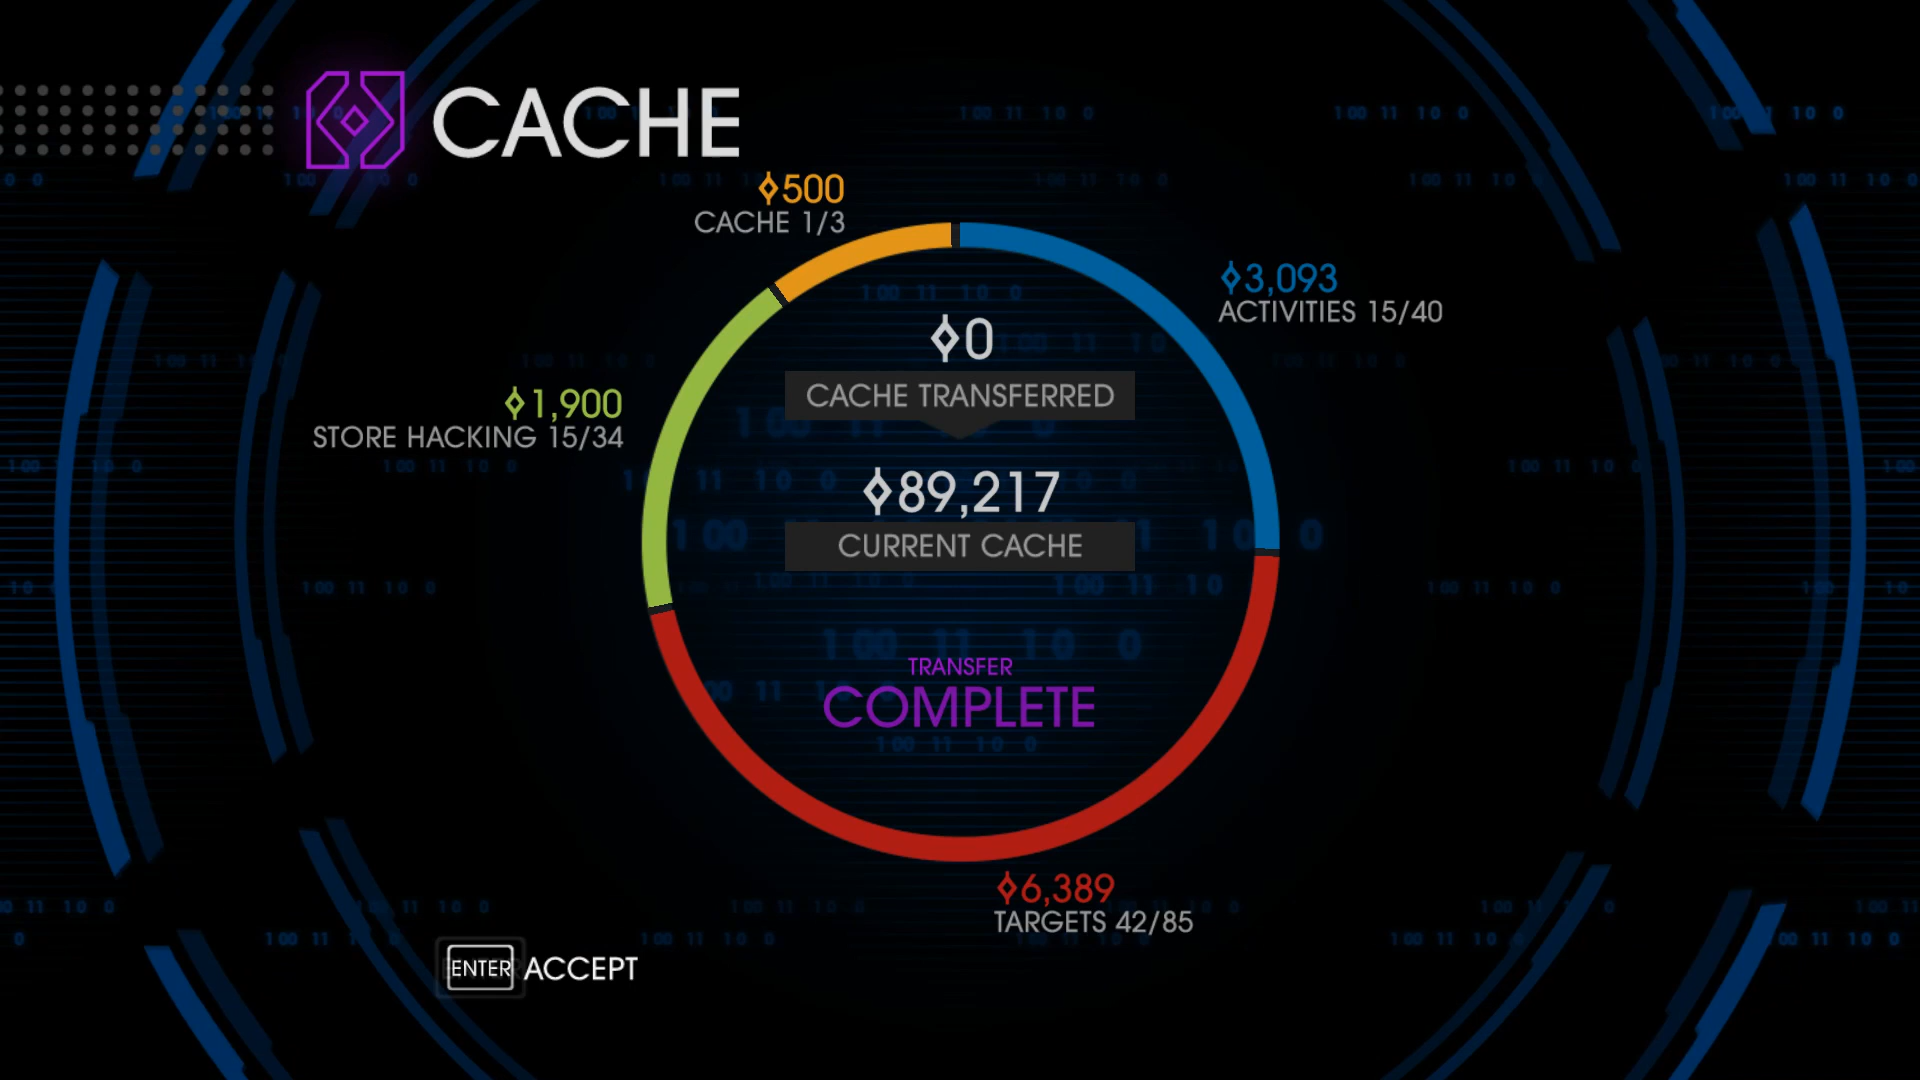 CACHE
500
CACHE 1/3
3,093
ACTIVITIES 15/40
0
CACHE TRANSFERRED
1,900
STORE HACKING 15/34
89,217
CURRENT CACHE
TRANSFER
COMPLETE
6,389
TARGETS 42/85
ENTER ACCEPT